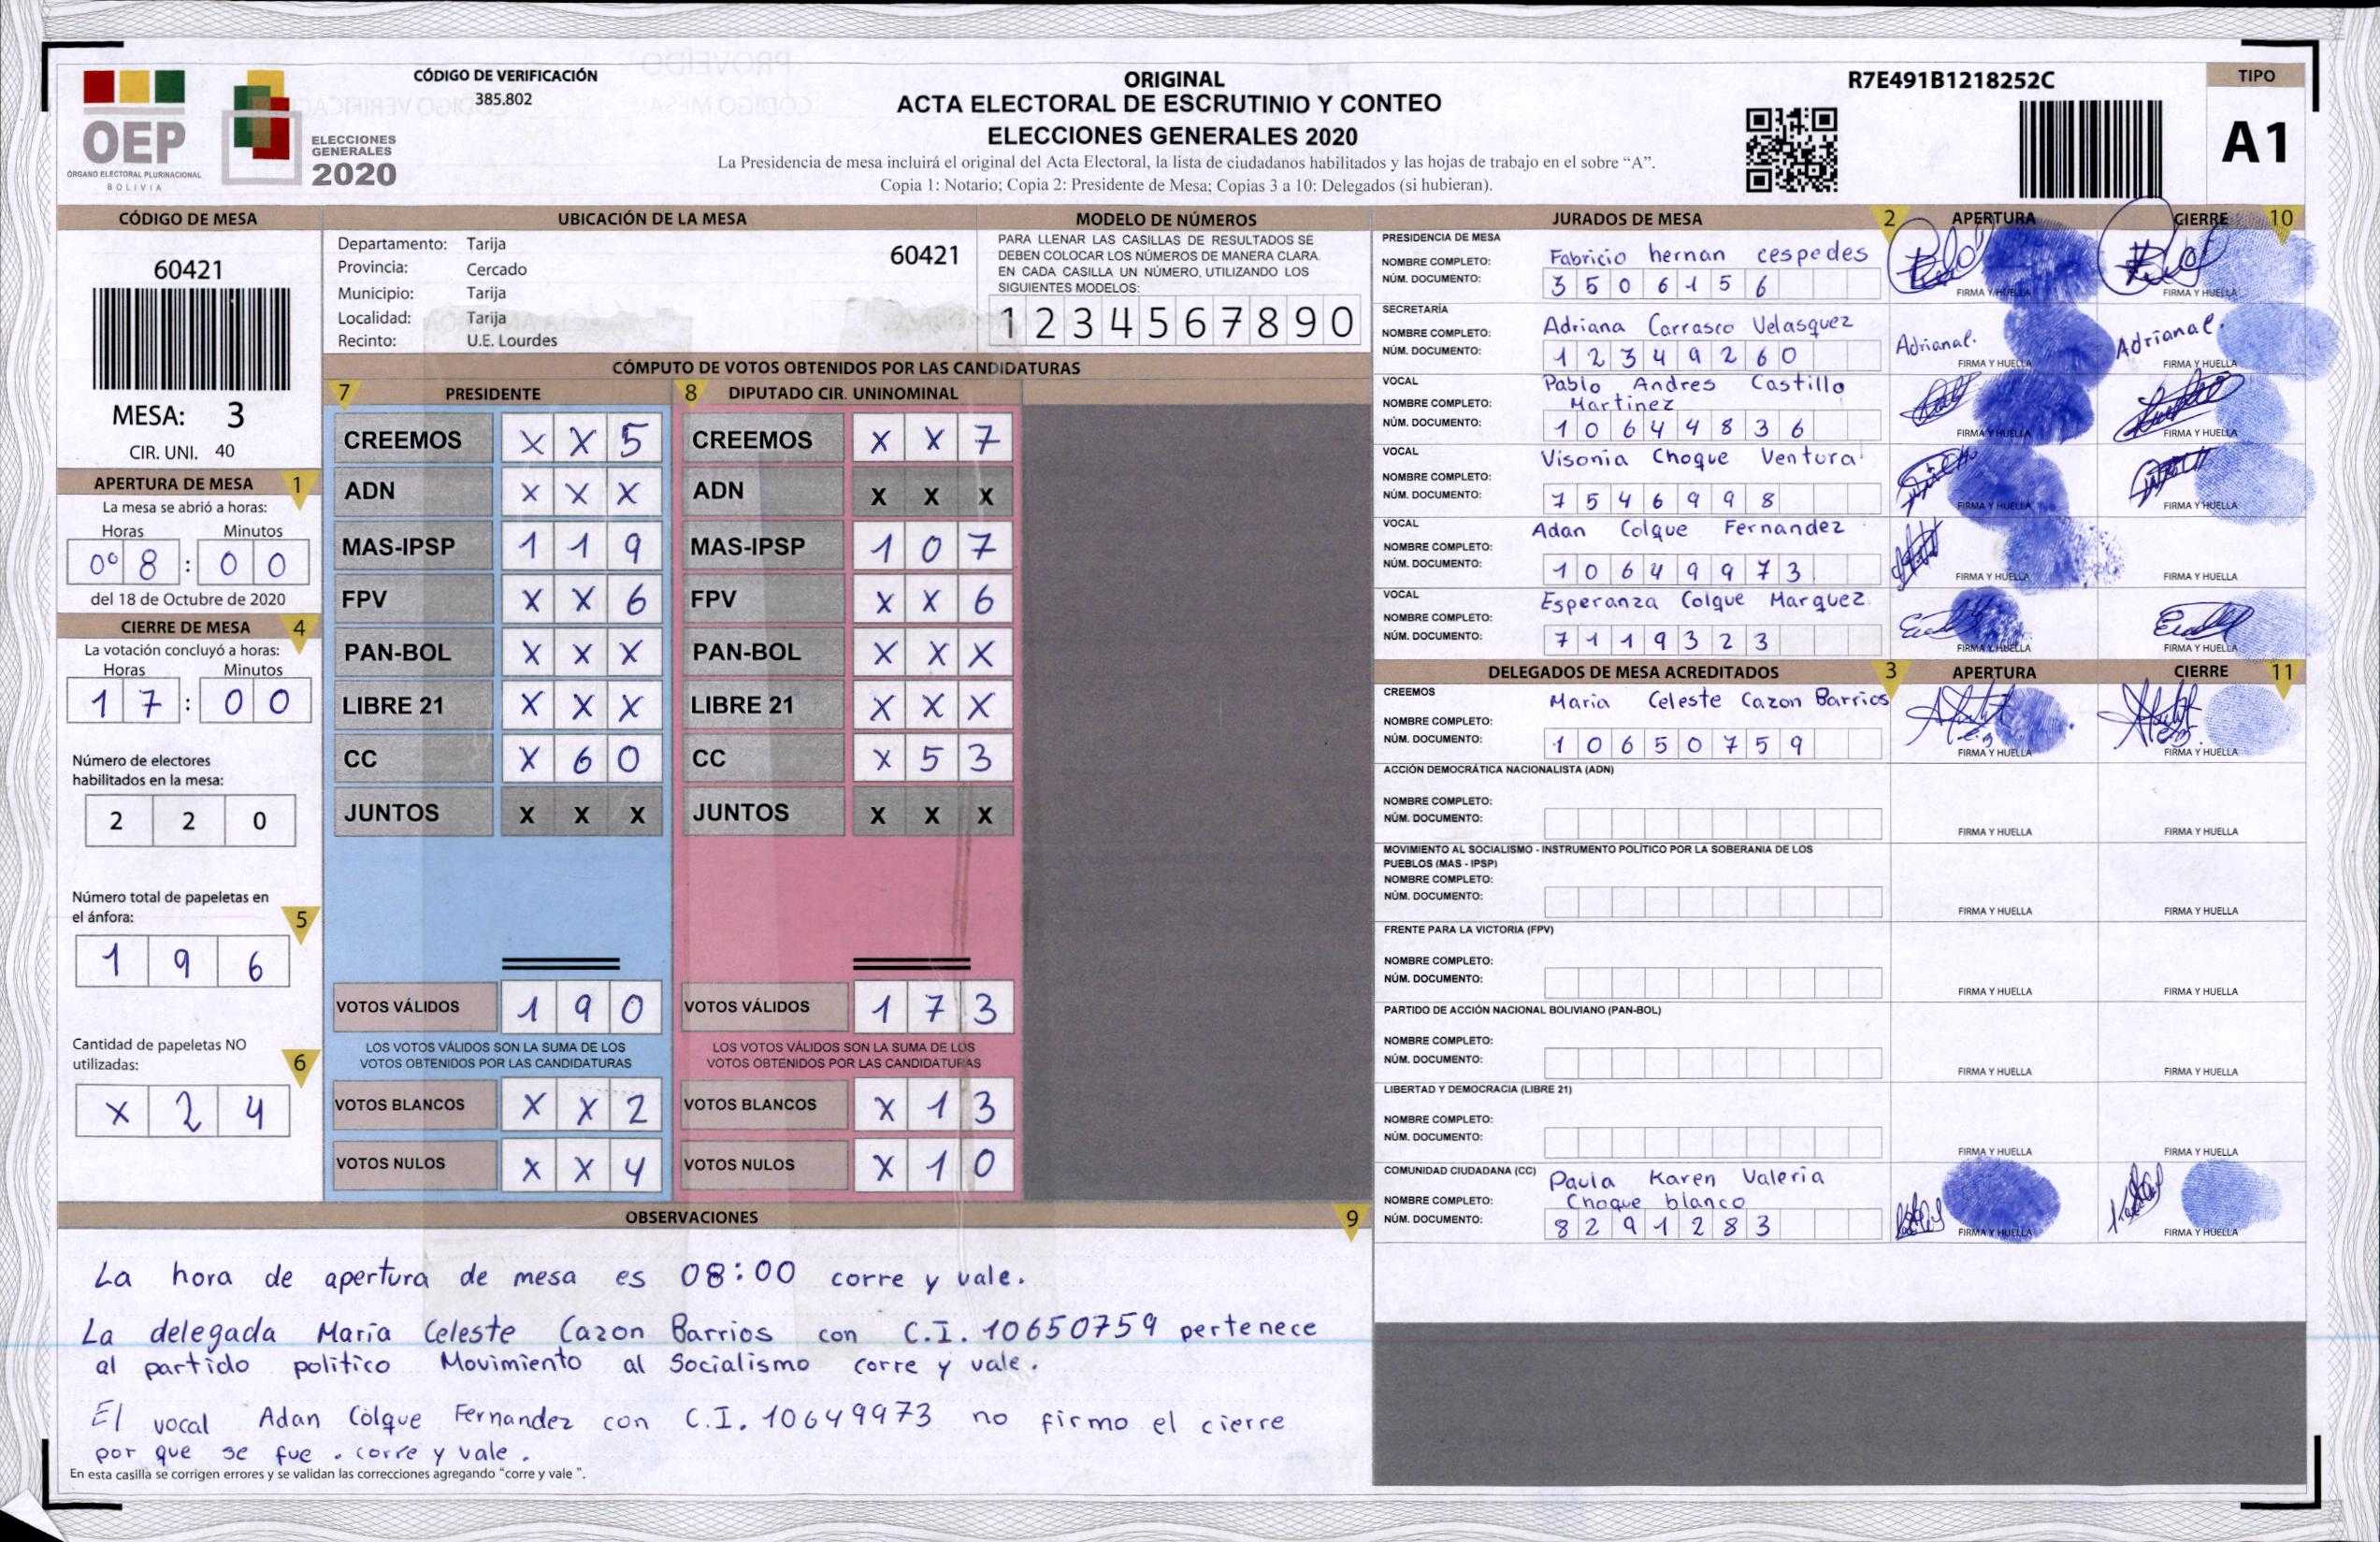 CÓDIGO DE VERIFICACIÓN
385.802
OEP
ÓRGANO ELECTORAL PLURINACIONAL
BOLIVIA
ELECCIONES
GENERALES
2020
ORIGINAL
ACTA ELECTORAL DE ESCRUTINIO Y CONTEO
ELECCIONES GENERALES 2020
La Presidencia de mesa incluirá el original del Acta Electoral, la lista de ciudadanos habilitados y las hojas de trabajo en el sobre “A”.
Copia 1: Notario; Copia 2: Presidente de Mesa; Copias 3 a 10: Delegados (si hubieran).
R7E491B1218252C
TIPO
A1
CÓDIGO DE MESA
60421
MESA: 3
CIR. UNI. 40
APERTURA DE MESA 1
La mesa se abrió a horas:
Horas Minutos
0º 8 : 0 0
del 18 de Octubre de 2020
CIERRE DE MESA 4
La votación concluyó a horas:
Horas Minutos
1 7 : 0 0
Número de electores
habilitados en la mesa:
2 2 0
Número total de papeletas en
el ánfora: 5
1 9 6
Cantidad de papeletas NO
utilizadas: 6
X 2 4
UBICACIÓN DE LA MESA
Departamento: Tarija
Provincia: Cercado
Municipio: Tarija
Localidad: Tarija
Recinto: U.E. Lourdes
60421
MODELO DE NÚMEROS
PARA LLENAR LAS CASILLAS DE RESULTADOS SE
DEBEN COLOCAR LOS NÚMEROS DE MANERA CLARA.
EN CADA CASILLA UN NÚMERO, UTILIZANDO LOS
SIGUIENTES MODELOS:
1 2 3 4 5 6 7 8 9 0
CÓMPUTO DE VOTOS OBTENIDOS POR LAS CANDIDATURAS
7 PRESIDENTE
CREEMOS X X 5
ADN X X X
MAS-IPSP 1 1 9
FPV X X 6
PAN-BOL X X X
LIBRE 21 X X X
CC X 6 0
JUNTOS X X X
VOTOS VÁLIDOS 1 9 0
LOS VOTOS VÁLIDOS SON LA SUMA DE LOS
VOTOS OBTENIDOS POR LAS CANDIDATURAS
VOTOS BLANCOS X X 2
VOTOS NULOS X X 4
8 DIPUTADO CIR. UNINOMINAL
CREEMOS X X 7
ADN X X X
MAS-IPSP 1 0 7
FPV X X 6
PAN-BOL X X X
LIBRE 21 X X X
CC X 5 3
JUNTOS X X X
VOTOS VÁLIDOS 1 7 3
LOS VOTOS VÁLIDOS SON LA SUMA DE LOS
VOTOS OBTENIDOS POR LAS CANDIDATURAS
VOTOS BLANCOS X 1 3
VOTOS NULOS X 1 0
OBSERVACIONES 9
La hora de apertura de mesa es 08:00 corre y vale.
La delegada Maria Celeste Cazon Barrios con C.I. 10650759 pertenece
al partido politico Movimiento al Socialismo corre y vale.
El vocal Adan Colque Fernandez con C.I. 10649973 no firmo el cierre
por que se fue . corre y vale .
En esta casilla se corrigen errores y se validan las correcciones agregando “corre y vale ”.
JURADOS DE MESA 2 APERTURA CIERRE 10
PRESIDENCIA DE MESA
NOMBRE COMPLETO: Fabricio hernan cespedes
NÚM. DOCUMENTO: 3 5 0 6 1 5 6
FIRMA Y HUELLA FIRMA Y HUELLA
SECRETARÍA
NOMBRE COMPLETO: Adriana Carrasco Velasquez
NÚM. DOCUMENTO: 1 2 3 4 9 2 6 0
Adrianal. Adrianal.
FIRMA Y HUELLA FIRMA Y HUELLA
VOCAL Pablo Andres Castillo
NOMBRE COMPLETO: Martinez
NÚM. DOCUMENTO: 1 0 6 4 4 8 3 6
FIRMA Y HUELLA FIRMA Y HUELLA
VOCAL Visonia Choque Ventura
NOMBRE COMPLETO:
NÚM. DOCUMENTO: 7 5 4 6 9 9 8
FIRMA Y HUELLA FIRMA Y HUELLA
VOCAL Adan Colque Fernandez
NOMBRE COMPLETO:
NÚM. DOCUMENTO: 1 0 6 4 9 9 7 3
FIRMA Y HUELLA FIRMA Y HUELLA
VOCAL Esperanza Colque Marquez
NOMBRE COMPLETO:
NÚM. DOCUMENTO: 7 1 1 9 3 2 3
FIRMA Y HUELLA FIRMA Y HUELLA
DELEGADOS DE MESA ACREDITADOS 3 APERTURA CIERRE 11
CREEMOS Maria Celeste Cazon Barrios
NOMBRE COMPLETO:
NÚM. DOCUMENTO: 1 0 6 5 0 7 5 9
FIRMA Y HUELLA FIRMA Y HUELLA
ACCIÓN DEMOCRÁTICA NACIONALISTA (ADN)
NOMBRE COMPLETO:
NÚM. DOCUMENTO:
FIRMA Y HUELLA FIRMA Y HUELLA
MOVIMIENTO AL SOCIALISMO - INSTRUMENTO POLÍTICO POR LA SOBERANIA DE LOS
PUEBLOS (MAS - IPSP)
NOMBRE COMPLETO:
NÚM. DOCUMENTO:
FIRMA Y HUELLA FIRMA Y HUELLA
FRENTE PARA LA VICTORIA (FPV)
NOMBRE COMPLETO:
NÚM. DOCUMENTO:
FIRMA Y HUELLA FIRMA Y HUELLA
PARTIDO DE ACCIÓN NACIONAL BOLIVIANO (PAN-BOL)
NOMBRE COMPLETO:
NÚM. DOCUMENTO:
FIRMA Y HUELLA FIRMA Y HUELLA
LIBERTAD Y DEMOCRACIA (LIBRE 21)
NOMBRE COMPLETO:
NÚM. DOCUMENTO:
FIRMA Y HUELLA FIRMA Y HUELLA
COMUNIDAD CIUDADANA (CC) Paula Karen Valeria
NOMBRE COMPLETO: Choque blanco
NÚM. DOCUMENTO: 8 2 9 1 2 8 3
FIRMA Y HUELLA FIRMA Y HUELLA